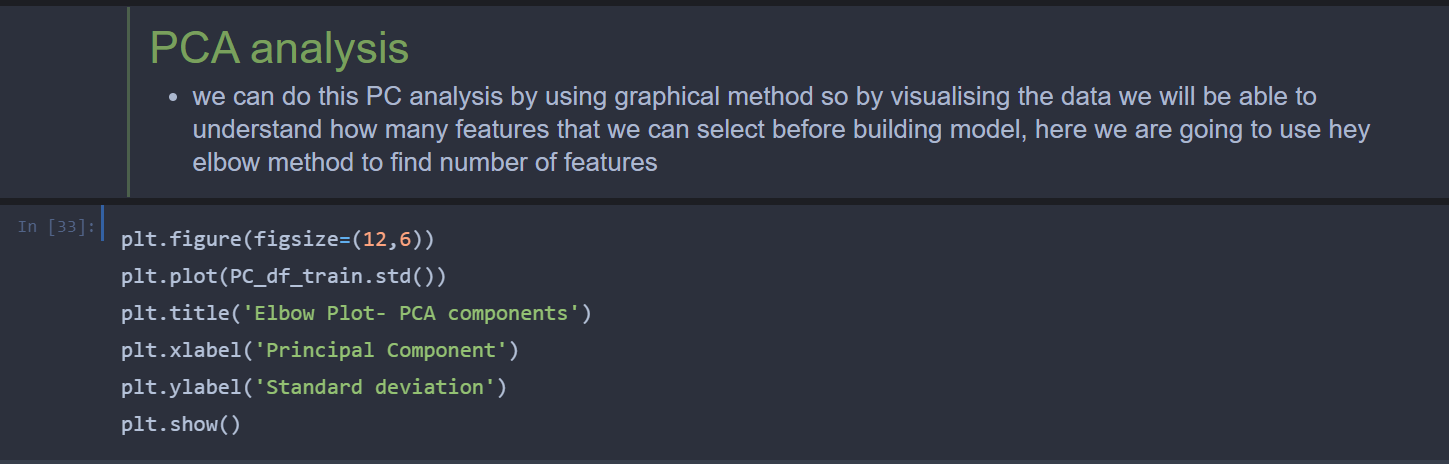 PCA analysis
• we can do this PC analysis by using graphical method so by visualising the data we will be able to
understand how many features that we can select before building model, here we are going to use hey
elbow method to find number of features
In [33]:
plt.figure(figsize=(12,6))
plt.plot(PC_df_train.std())
plt.title('Elbow Plot- PCA components')
plt.xlabel('Principal Component')
plt.ylabel('Standard deviation')
plt.show()